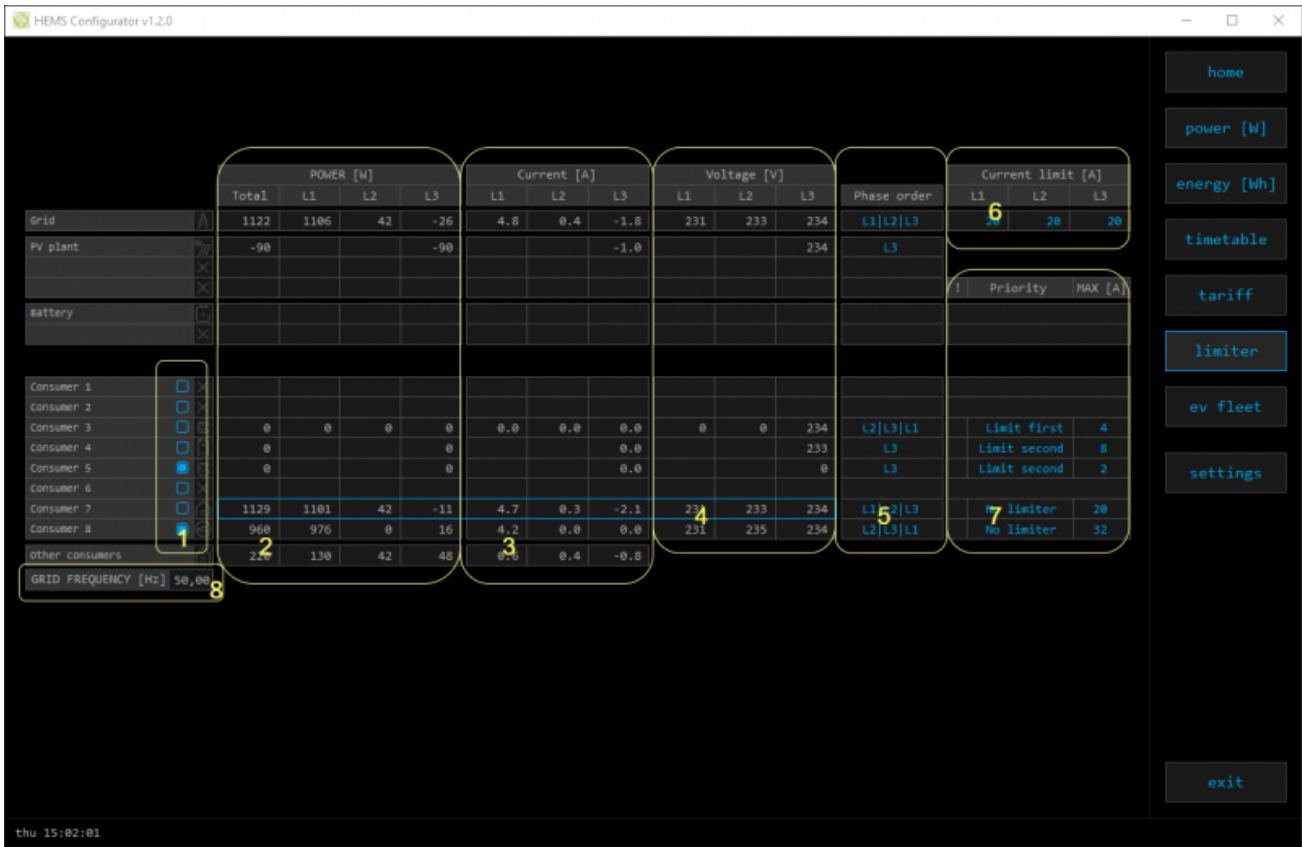 HEMS Configurator v1.2.0
home
power [W]
energy [Wh]
timetable
tariff
limiter
ev fleet
settings
exit
POWER [W] Current [A] Voltage [V] Current limit [A]
Total L1 L2 L3 L1 L2 L3 L1 L2 L3 Phase order L1 L2 L3
Grid 1122 1106 42 -26 4.8 0.4 -1.8 231 233 234 L1|L2|L3 20 20 20
6
PV plant -90 -90 -1.0 234 L3
! Priority MAX [A]
Battery
Consumer 1
Consumer 2
Consumer 3 0 0 0 0 0.0 0.0 0.0 0 0 234 L2|L3|L1 Limit first 4
Consumer 4 0 0 0.0 233 L3 Limit second 8
Consumer 5 0 0 0.0 0 L3 Limit second 2
Consumer 6
Consumer 7 1129 1101 42 -11 4.7 0.3 -2.1 231 233 234 L1|L2|L3 No limiter 20
Consumer 8 960 976 0 16 4.2 0.0 0.0 231 235 234 L2|L3|L1 No limiter 32
1 2 3 4 5 7
Other consumers 220 130 42 48 0.6 0.4 -0.8
GRID FREQUENCY [Hz] 50,00
8
thu 15:02:01